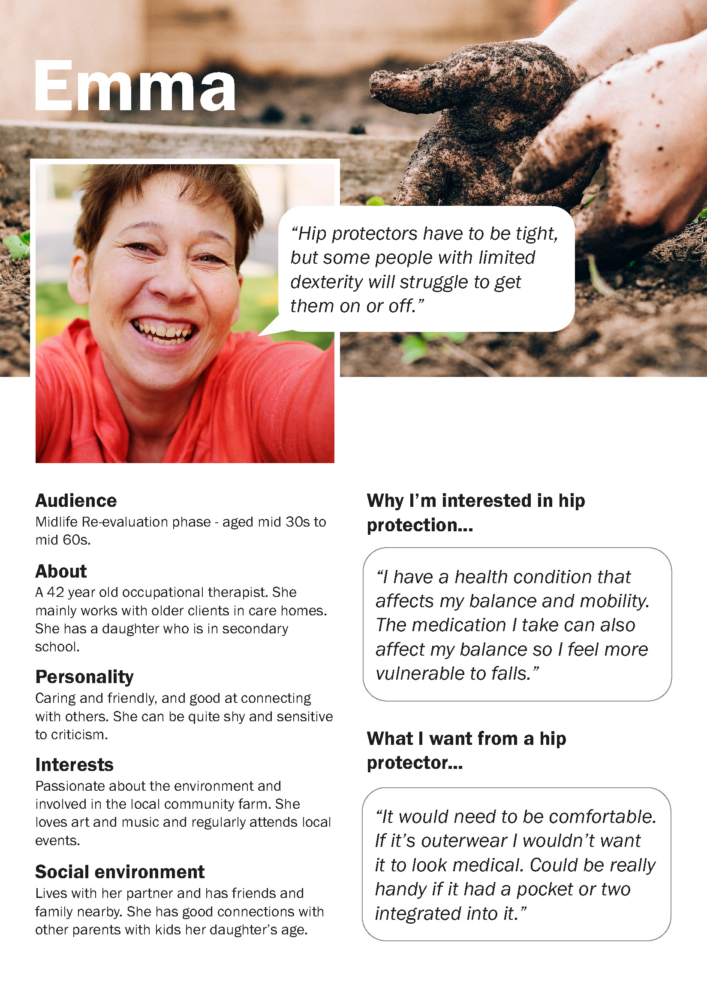 Emma
“Hip protectors have to be tight,
but some people with limited
dexterity will struggle to get
them on or off.”
Audience
Midlife Re-evaluation phase - aged mid 30s to
mid 60s.
About
A 42 year old occupational therapist. She
mainly works with older clients in care homes.
She has a daughter who is in secondary
school.
Personality
Caring and friendly, and good at connecting
with others. She can be quite shy and sensitive
to criticism.
Interests
Passionate about the environment and
involved in the local community farm. She
loves art and music and regularly attends local
events.
Social environment
Lives with her partner and has friends and
family nearby. She has good connections with
other parents with kids her daughter’s age.
Why I’m interested in hip
protection...
“I have a health condition that
affects my balance and mobility.
The medication I take can also
affect my balance so I feel more
vulnerable to falls.”
What I want from a hip
protector...
“It would need to be comfortable.
If it’s outerwear I wouldn’t want
it to look medical. Could be really
handy if it had a pocket or two
integrated into it.”